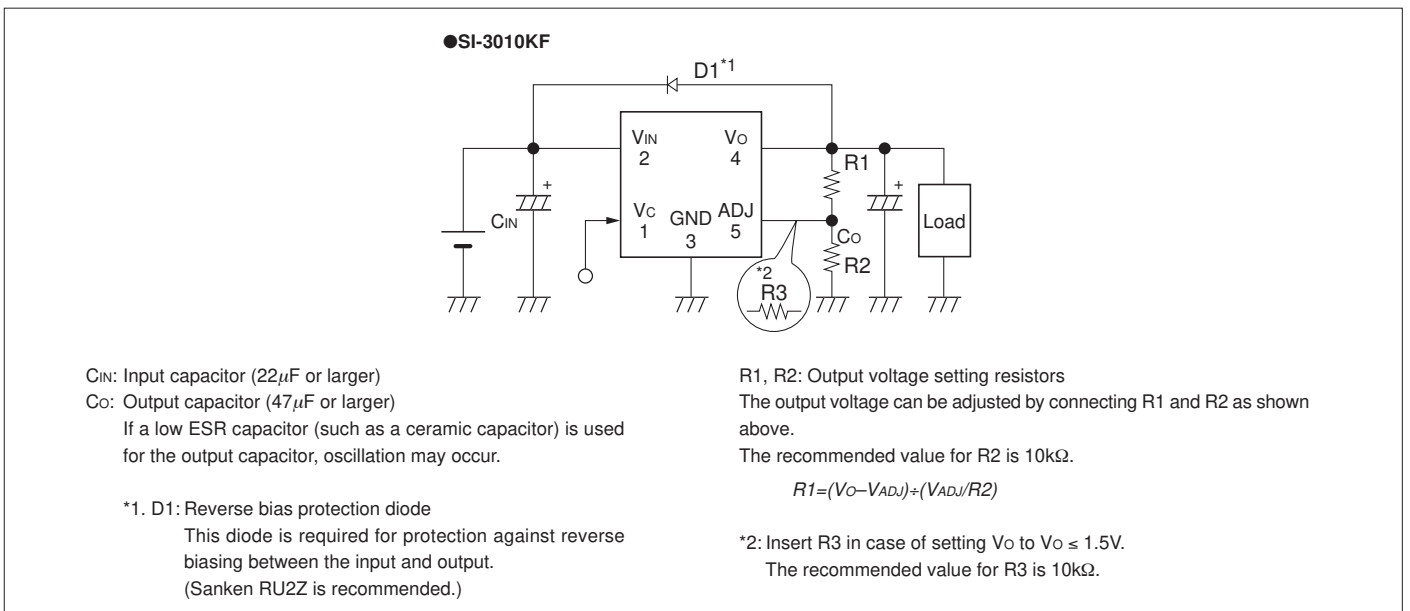 ●SI-3010KF
D1*1
VIN
2
VO
4
R1
+
+
CIN
VC
1
GND
3
ADJ
5
CO
Load
R2
*2
R3
CIN: Input capacitor (22μF or larger)
CO: Output capacitor (47μF or larger)
If a low ESR capacitor (such as a ceramic capacitor) is used
for the output capacitor, oscillation may occur.
*1. D1: Reverse bias protection diode
This diode is required for protection against reverse
biasing between the input and output.
(Sanken RU2Z is recommended.)
R1, R2: Output voltage setting resistors
The output voltage can be adjusted by connecting R1 and R2 as shown
above.
The recommended value for R2 is 10kΩ.
R1=(VO–VADJ)÷(VADJ/R2)
*2: Insert R3 in case of setting VO to VO ≤ 1.5V.
The recommended value for R3 is 10kΩ.